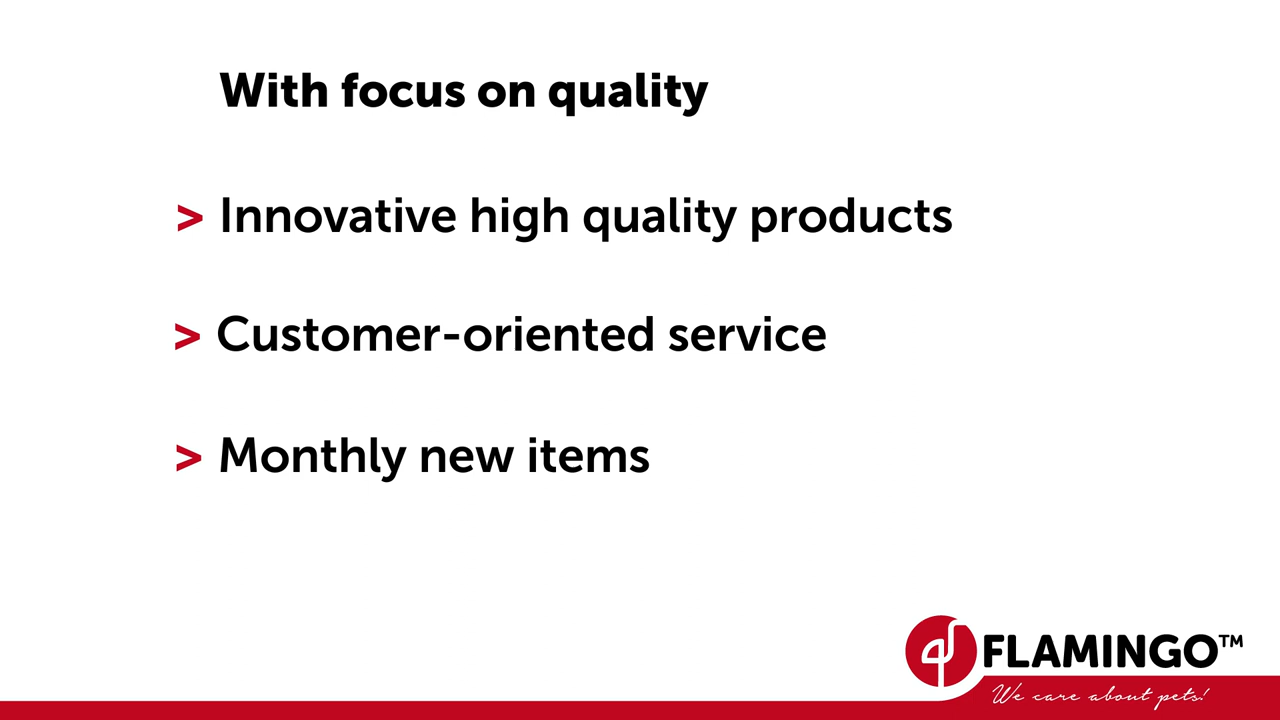 With focus on quality
> Innovative high quality products
> Customer-oriented service
> Monthly new items
FLAMINGO™
We care about pets!